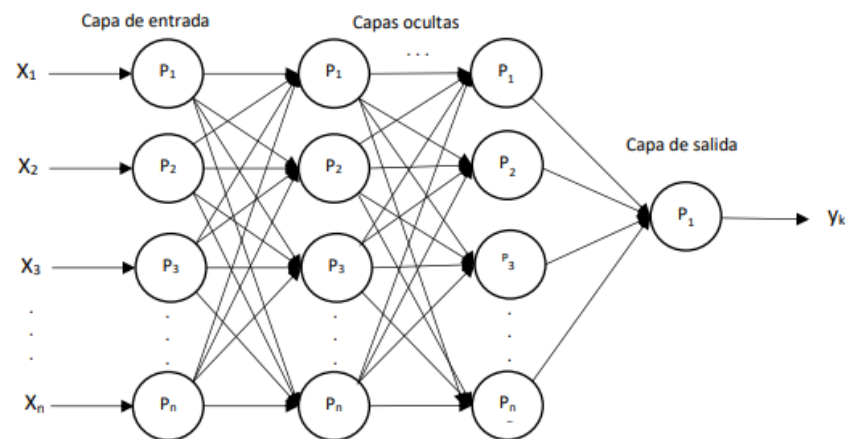 Capa de entrada
Capas ocultas
. . .
X₁ P₁ P₁ P₁
X₂ P₂ P₂ P₂
Capa de salida
P₁ yₖ
X₃ P₃ P₃ P₃
. . . .
. . . .
. . . .
Xₙ Pₙ Pₙ Pₙ